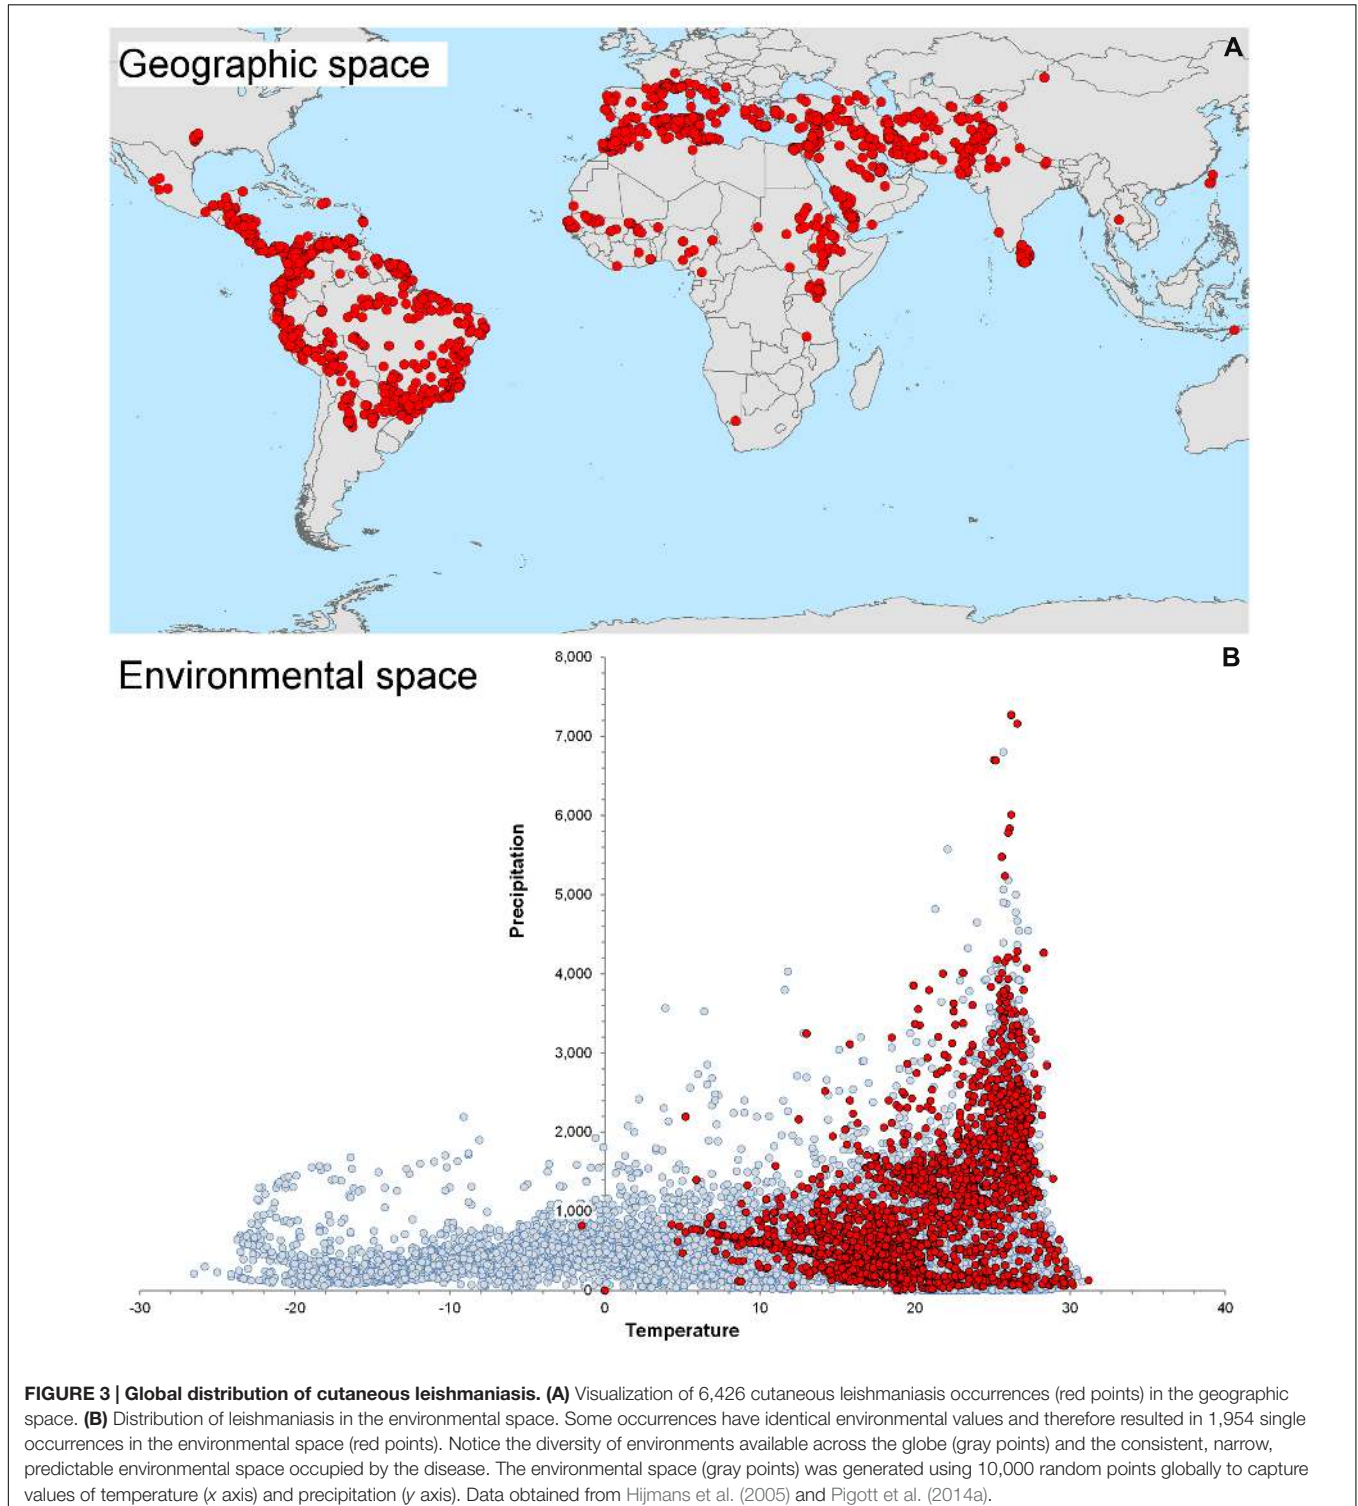 Geographic space
A
Environmental space
B
8,000
7,000
6,000
5,000
4,000
3,000
2,000
1,000
0
Precipitation
-30 -20 -10 0 10 20 30 40
Temperature
FIGURE 3 | Global distribution of cutaneous leishmaniasis. (A) Visualization of 6,426 cutaneous leishmaniasis occurrences (red points) in the geographic
space. (B) Distribution of leishmaniasis in the environmental space. Some occurrences have identical environmental values and therefore resulted in 1,954 single
occurrences in the environmental space (red points). Notice the diversity of environments available across the globe (gray points) and the consistent, narrow,
predictable environmental space occupied by the disease. The environmental space (gray points) was generated using 10,000 random points globally to capture
values of temperature (x axis) and precipitation (y axis). Data obtained from Hijmans et al. (2005) and Pigott et al. (2014a).